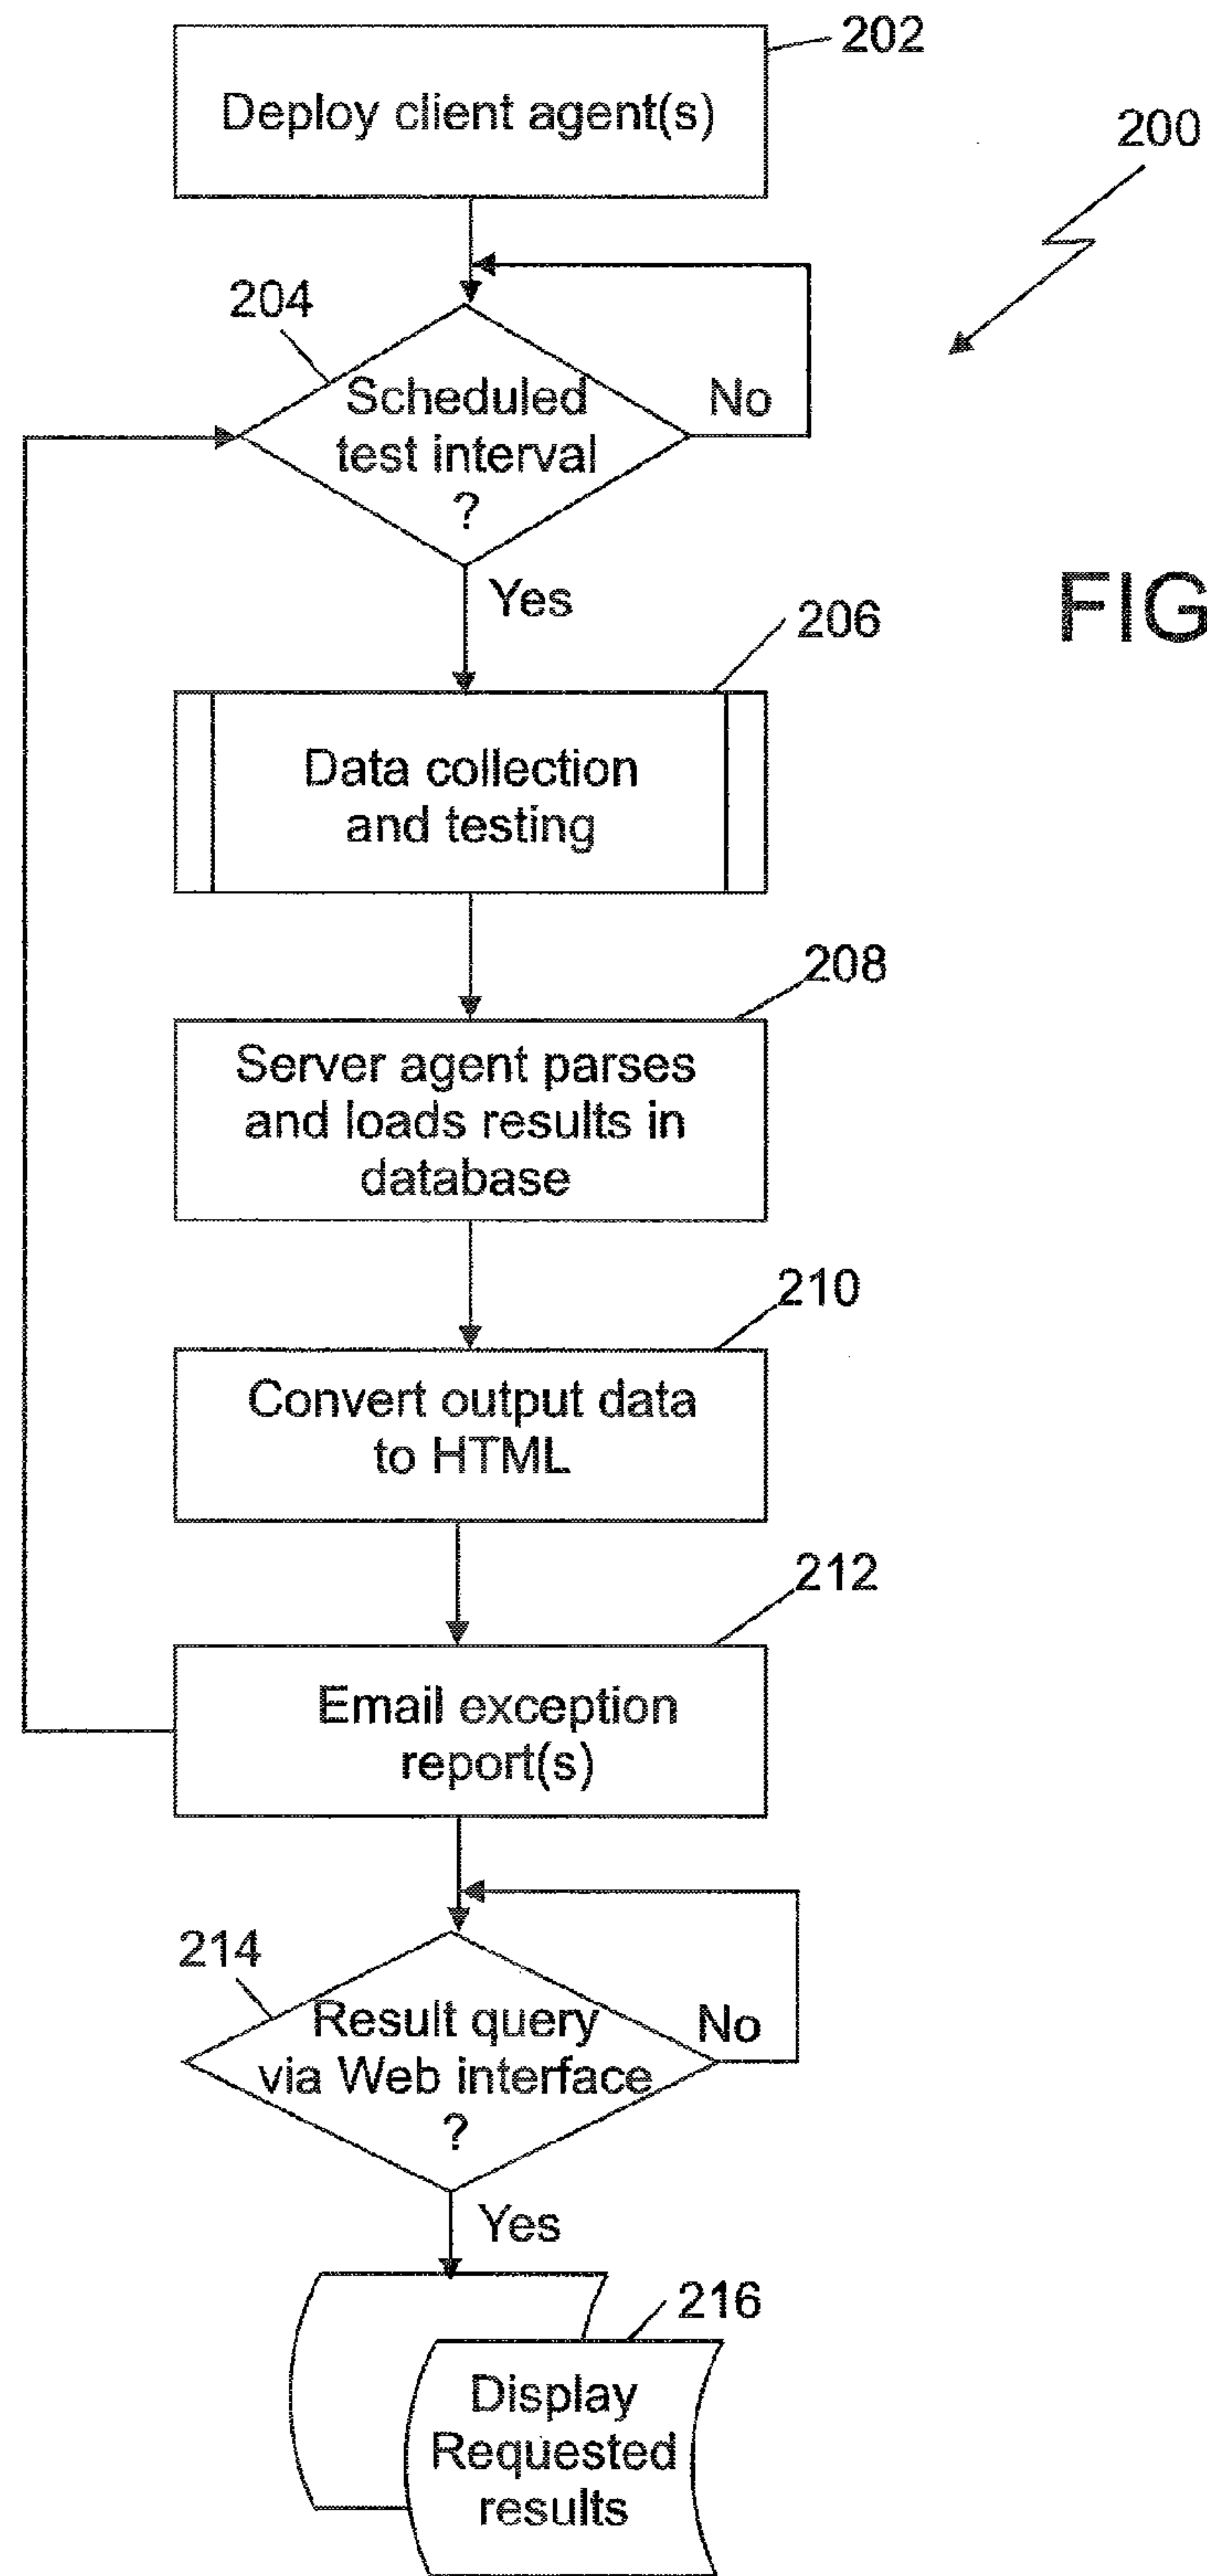 202
Deploy client agent(s)
200
204
Scheduled
test interval
?
No
Yes
FIG
206
Data collection
and testing
208
Server agent parses
and loads results in
database
210
Convert output data
to HTML
212
Email exception
report(s)
214
Result query
via Web interface
?
No
Yes
216
Display
Requested
results